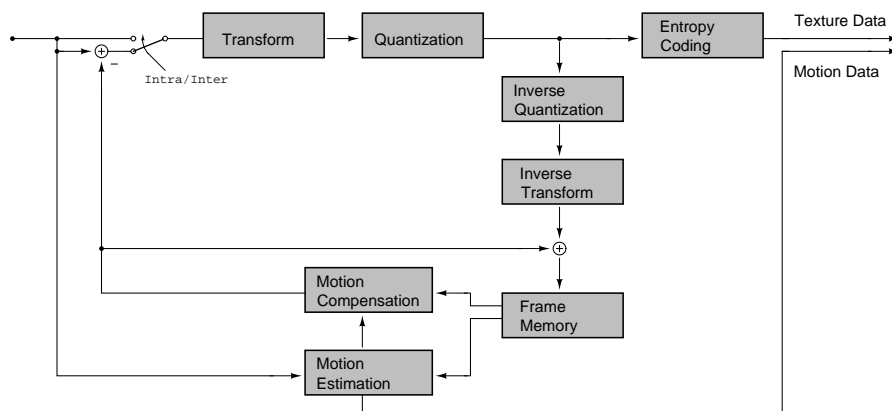 Texture Data
Transform
Quantization
Entropy
Coding
Motion Data
–
Intra/Inter
Inverse
Quantization
Inverse
Transform
Motion
Compensation
Frame
Memory
Motion
Estimation